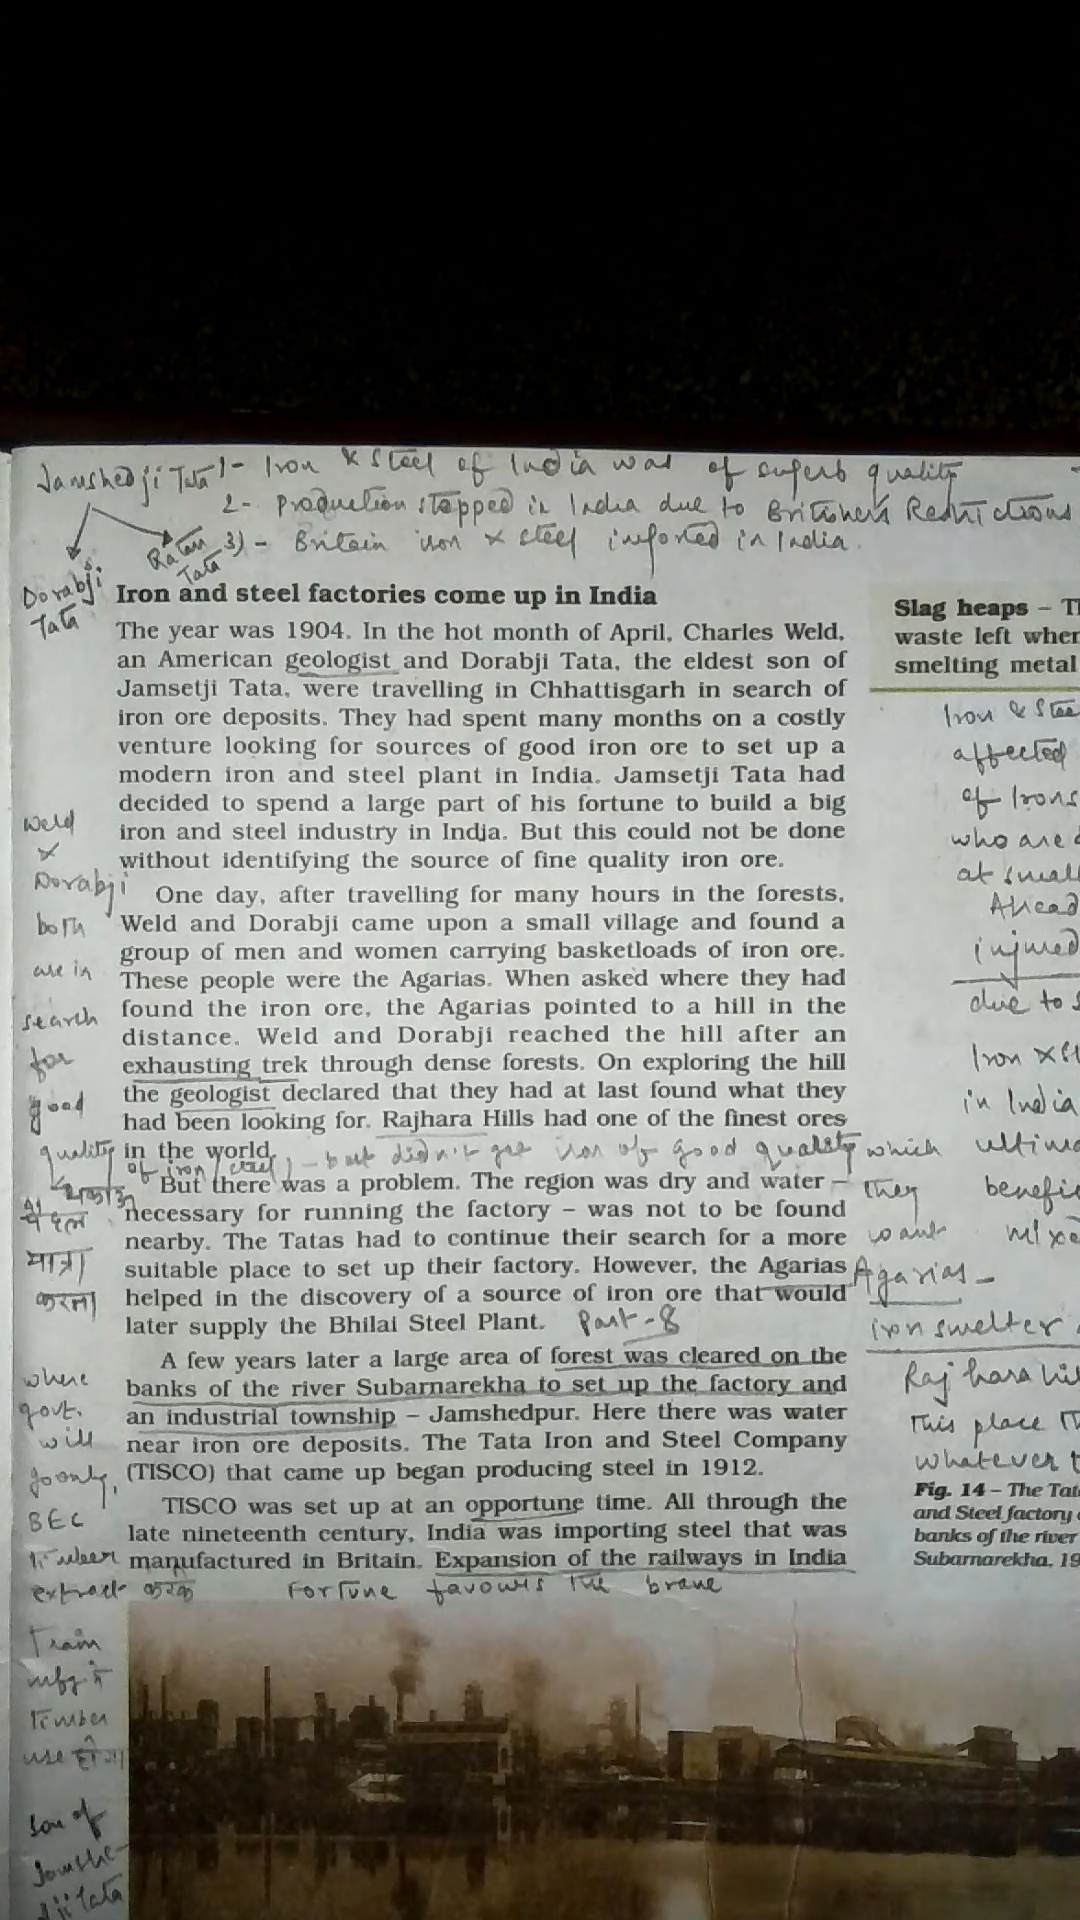 Jamshedji Tata 1- Iron & Steel of India was of superb quality
2- Production stopped in India due to Britisher's Restrictions
3) - Britain iron & steel imported in India.
Ratan
Tata
Dorabji
Tata
Iron and steel factories come up in India
The year was 1904. In the hot month of April, Charles Weld,
an American geologist and Dorabji Tata, the eldest son of
Jamsetji Tata, were travelling in Chhattisgarh in search of
iron ore deposits. They had spent many months on a costly
venture looking for sources of good iron ore to set up a
modern iron and steel plant in India. Jamsetji Tata had
decided to spend a large part of his fortune to build a big
iron and steel industry in India. But this could not be done
without identifying the source of fine quality iron ore.
One day, after travelling for many hours in the forests,
Weld and Dorabji came upon a small village and found a
group of men and women carrying basketloads of iron ore.
These people were the Agarias. When asked where they had
found the iron ore, the Agarias pointed to a hill in the
distance. Weld and Dorabji reached the hill after an
exhausting trek through dense forests. On exploring the hill
the geologist declared that they had at last found what they
had been looking for. Rajhara Hills had one of the finest ores
in the world.
of iron - but didn't get iron of good quality which
But there was a problem. The region was dry and water –
necessary for running the factory – was not to be found
nearby. The Tatas had to continue their search for a more
suitable place to set up their factory. However, the Agarias
helped in the discovery of a source of iron ore that would
later supply the Bhilai Steel Plant. Part-8
A few years later a large area of forest was cleared on the
banks of the river Subarnarekha to set up the factory and
an industrial township – Jamshedpur. Here there was water
near iron ore deposits. The Tata Iron and Steel Company
(TISCO) that came up began producing steel in 1912.
TISCO was set up at an opportune time. All through the
late nineteenth century, India was importing steel that was
manufactured in Britain. Expansion of the railways in India
Fortune favours the brave
weld
&
Dorabji
both
are in
search
for
good
quality
पैदल
यात्रा
करना
where
govt.
will
go only,
BEC
timber
extract करके
Train
mfg में
timber
use होगा
son of
Jamshe-
dji Tata
Slag heaps – T
waste left when
smelting metal
Iron & Stee
affected
of Irons
who are
at small
Ahead
injured
due to s
Iron & St
in India
ultima
they benefi
want mixe
Agarias -
iron smelter
Raj hara hil
This place Th
whatever t
Fig. 14 – The Tat
and Steel factory
banks of the river
Subarnarekha, 19